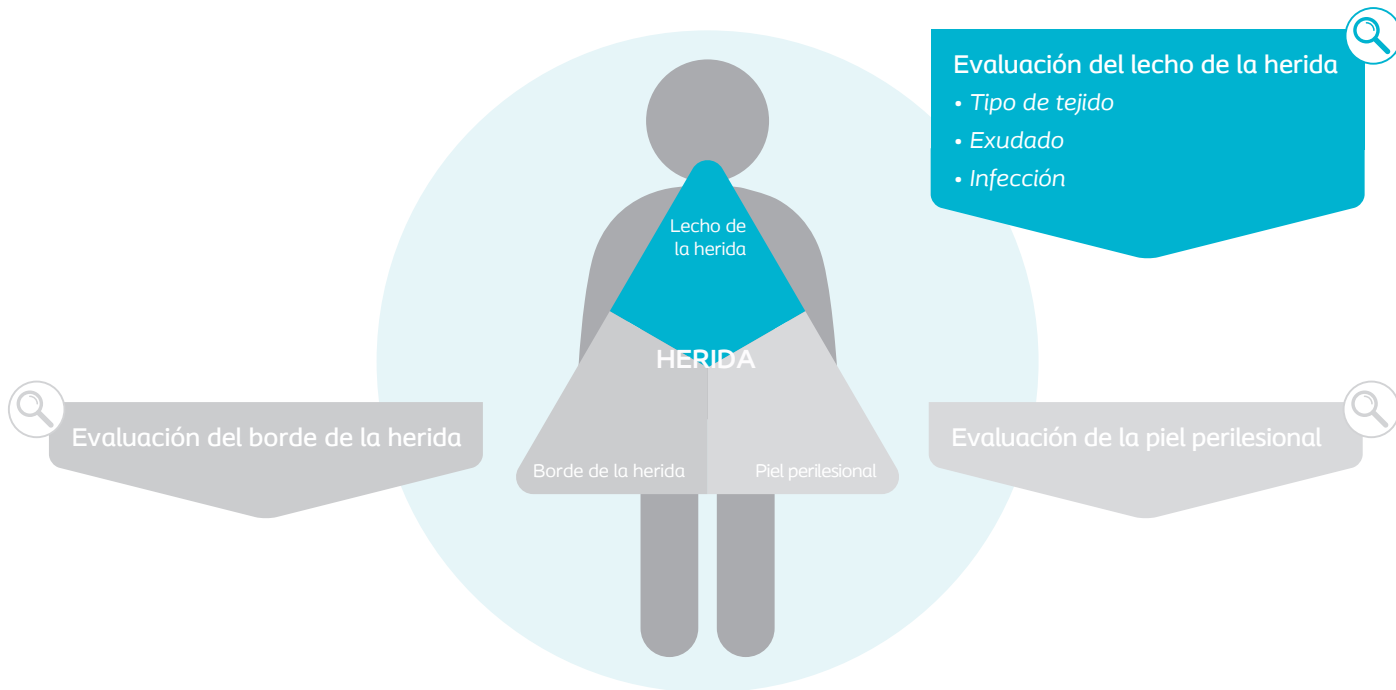 Evaluación del lecho de la herida
• Tipo de tejido
• Exudado
• Infección
Lecho de
la herida
HERIDA
Evaluación del borde de la herida
Evaluación de la piel perilesional
Borde de la herida
Piel perilesional